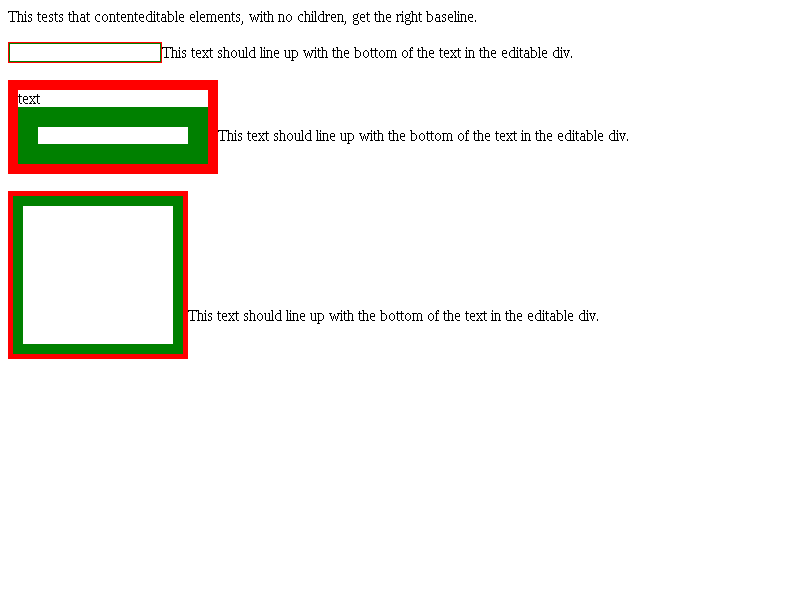 This tests that contenteditable elements, with no children, get the right baseline.
This text should line up with the bottom of the text in the editable div.
text
This text should line up with the bottom of the text in the editable div.
This text should line up with the bottom of the text in the editable div.